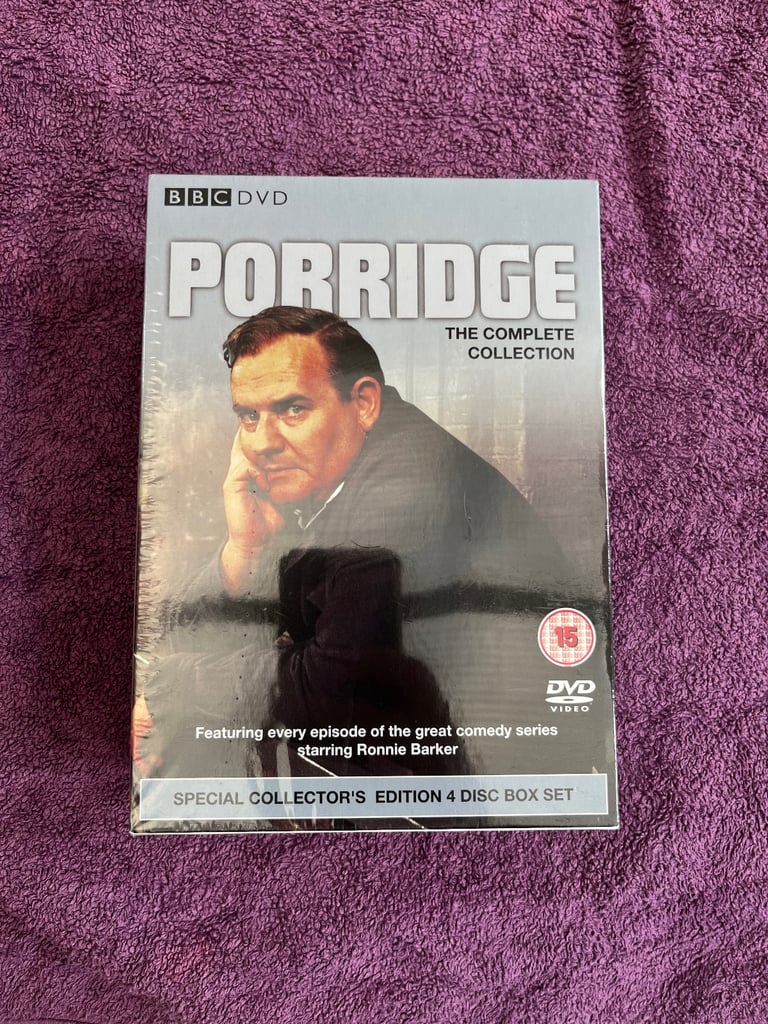 BBC DVD
PORRIDGE
THE COMPLETE
COLLECTION
15
DVD
VIDEO
Featuring every episode of the great comedy series
starring Ronnie Barker
SPECIAL COLLECTOR'S EDITION 4 DISC BOX SET